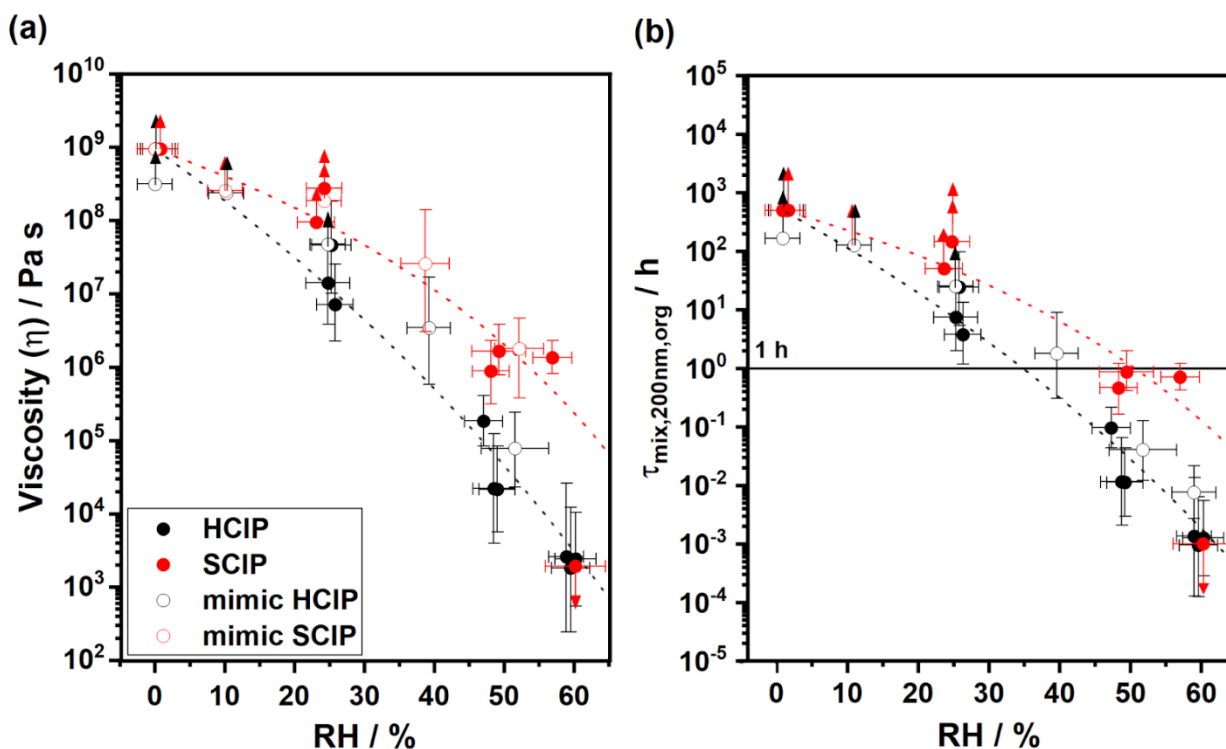 (a)
(b)
Viscosity (η) / Pa s
10¹⁰
10⁹
10⁸
10⁷
10⁶
10⁵
10⁴
10³
10²
HCIP
SCIP
mimic HCIP
mimic SCIP
0 10 20 30 40 50 60
RH / %
τmix,200nm,org / h
10⁵
10⁴
10³
10²
10¹
10⁰
10⁻¹
10⁻²
10⁻³
10⁻⁴
10⁻⁵
1 h
0 10 20 30 40 50 60
RH / %